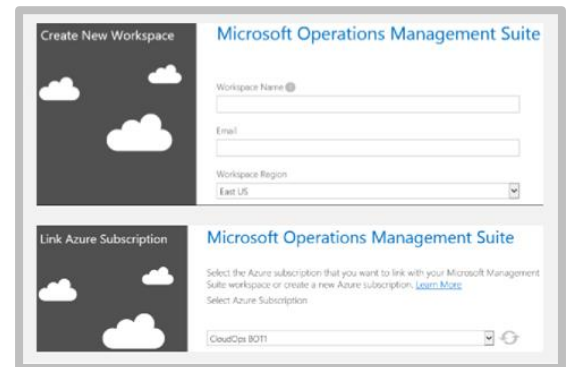 Create New Workspace
Microsoft Operations Management Suite
Workspace Name
Email
Workspace Region
East US
Link Azure Subscription
Microsoft Operations Management Suite
Select the Azure subscription that you want to link with your Microsoft Management
Suite workspace or create a new Azure subscription. Learn More
Select Azure Subscription
CloudOps BOT1